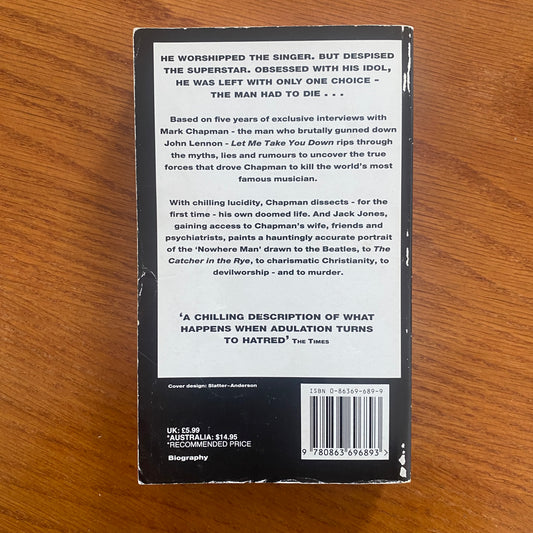 HE WORSHIPPED THE SINGER. BUT DESPISED
THE SUPERSTAR. OBSESSED WITH HIS IDOL,
HE WAS LEFT WITH ONLY ONE CHOICE -
THE MAN HAD TO DIE . . .
Based on five years of exclusive interviews with
Mark Chapman - the man who brutally gunned down
John Lennon - Let Me Take You Down rips through
the myths, lies and rumours to uncover the true
forces that drove Chapman to kill the world's most
famous musician.
With chilling lucidity, Chapman dissects - for the
first time - his own doomed life. And Jack Jones,
gaining access to Chapman's wife, friends and
psychiatrists, paints a hauntingly accurate portrait
of the 'Nowhere Man' drawn to the Beatles, to The
Catcher in the Rye, to charismatic Christianity, to
devilworship - and to murder.
'A CHILLING DESCRIPTION OF WHAT
HAPPENS WHEN ADULATION TURNS
TO HATRED' THE TIMES
Cover design: Slatter-Anderson
ISBN 0-86369-689-9
UK: £5.99
*AUSTRALIA: $14.95
*RECOMMENDED PRICE
Biography
9 780863 696893 >